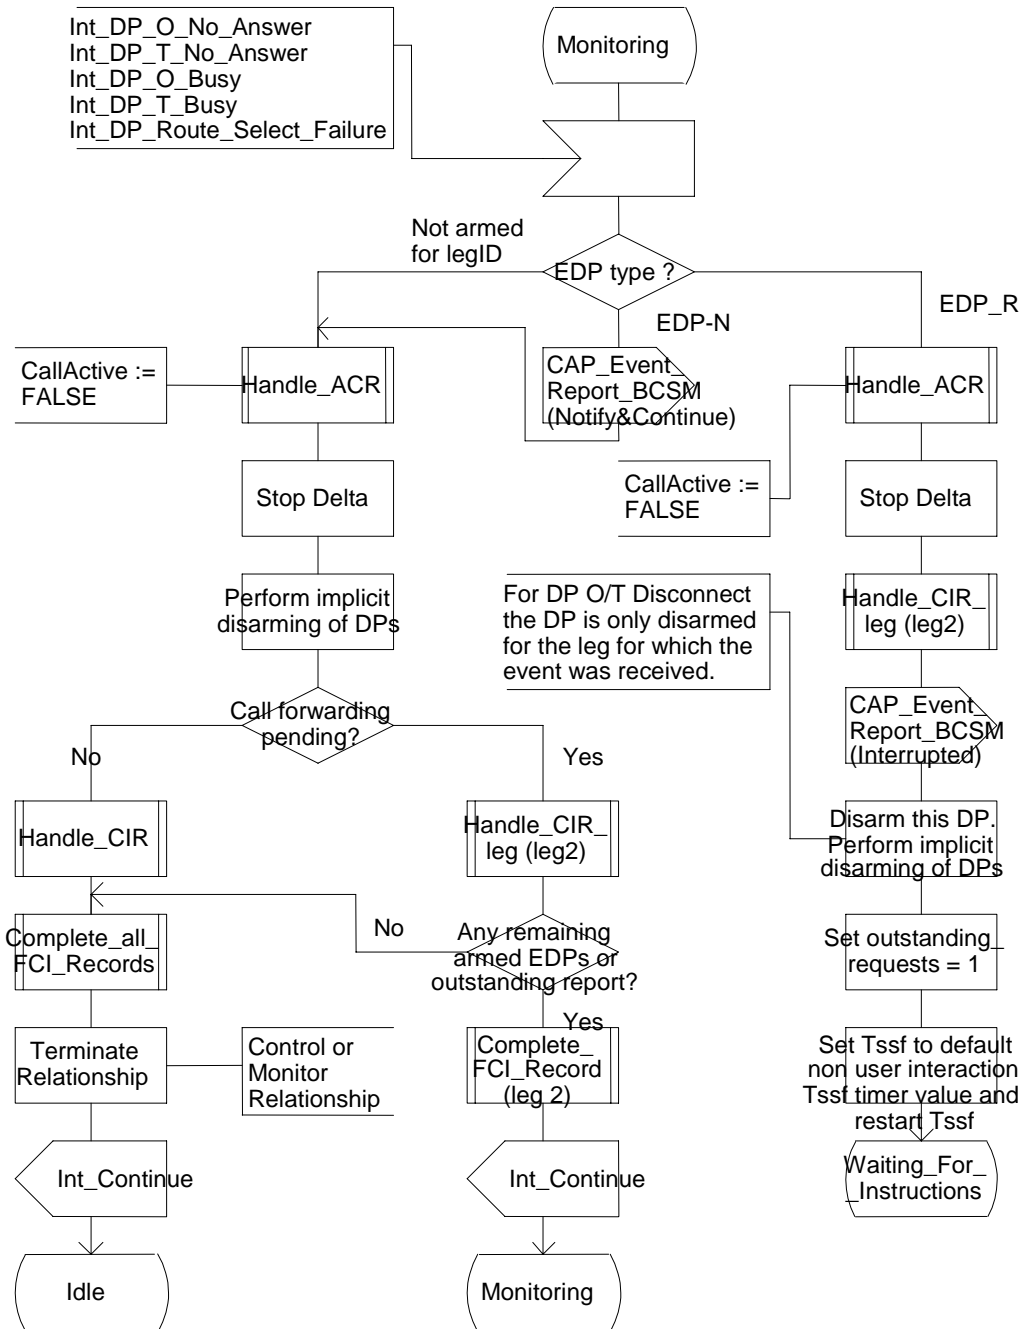 Int_DP_O_No_Answer
Int_DP_T_No_Answer
Int_DP_O_Busy
Int_DP_T_Busy
Int_DP_Route_Select_Failure
Monitoring
Not armed
for legID
EDP type ?
EDP-N
EDP_R
CallActive :=
FALSE
Handle_ACR
CAP_Event_
Report_BCSM
(Notify&Continue)
Handle_ACR
Stop Delta
CallActive :=
FALSE
Stop Delta
Perform implicit
disarming of DPs
For DP O/T Disconnect
the DP is only disarmed
for the leg for which the
event was received.
Handle_CIR_
leg (leg2)
Call forwarding
pending?
No
Yes
CAP_Event_
Report_BCSM
(Interrupted)
Handle_CIR
Handle_CIR_
leg (leg2)
Disarm this DP.
Perform implicit
disarming of DPs
No
Complete_all_
FCI_Records
Any remaining
armed EDPs or
outstanding report?
Yes
Set outstanding_
requests = 1
Terminate
Relationship
Control or
Monitor
Relationship
Complete_
FCI_Record
(leg 2)
Set Tssf to default
non user interaction
Tssf timer value and
restart Tssf
Int_Continue
Int_Continue
Waiting_For_
_Instructions
Idle
Monitoring